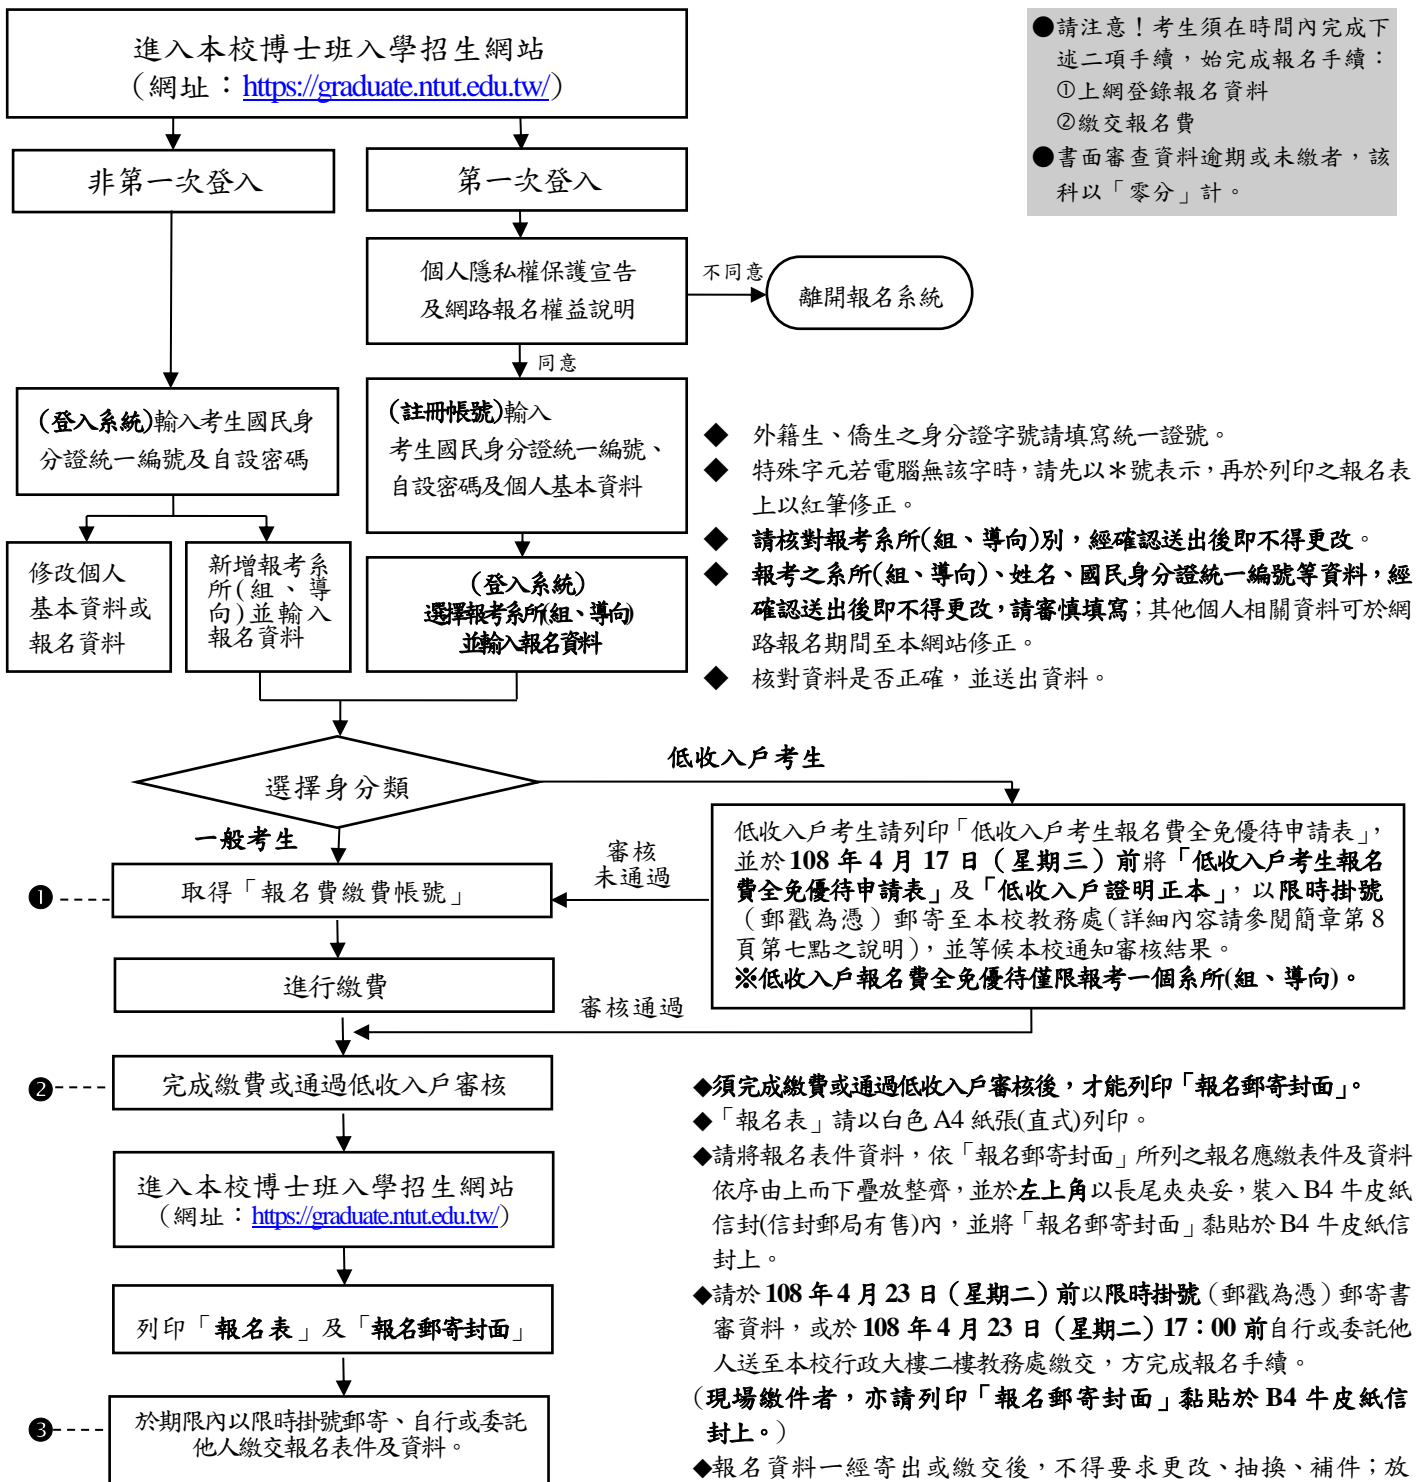 進入本校博士班入學招生網站
（網址：https://graduate.ntut.edu.tw/）
●請注意！考生須在時間內完成下
述二項手續，始完成報名手續：
①上網登錄報名資料
②繳交報名費
●書面審查資料逾期或未繳者，該
科以「零分」計。
非第一次登入
第一次登入
個人隱私權保護宣告
及網路報名權益說明
不同意
離開報名系統
同意
(登入系統)輸入考生國民身
分證統一編號及自設密碼
(註冊帳號)輸入
考生國民身分證統一編號、
自設密碼及個人基本資料
◆ 外籍生、僑生之身分證字號請填寫統一證號。
◆ 特殊字元若電腦無該字時，請先以＊號表示，再於列印之報名表
上以紅筆修正。
◆ 請核對報考系所(組、導向)別，經確認送出後即不得更改。
◆ 報考之系所(組、導向)、姓名、國民身分證統一編號等資料，經
確認送出後即不得更改，請審慎填寫；其他個人相關資料可於網
路報名期間至本網站修正。
◆ 核對資料是否正確，並送出資料。
修改個人
基本資料或
報名資料
新增報考系
所(組、導
向)並輸入
報名資料
(登入系統)
選擇報考系所(組、導向)
並輸入報名資料
選擇身分類
低收入戶考生
一般考生
低收入戶考生請列印「低收入戶考生報名費全免優待申請表」，
並於 108 年 4 月 17 日（星期三）前將「低收入戶考生報名
費全免優待申請表」及「低收入戶證明正本」，以限時掛號
（郵戳為憑）郵寄至本校教務處(詳細內容請參閱簡章第 8
頁第七點之說明)，並等候本校通知審核結果。
※低收入戶報名費全免優待僅限報考一個系所(組、導向)。
審核
未通過
❶
取得「報名費繳費帳號」
進行繳費
審核通過
❷
完成繳費或通過低收入戶審核
進入本校博士班入學招生網站
（網址：https://graduate.ntut.edu.tw/）
列印「報名表」及「報名郵寄封面」
❸
於期限內以限時掛號郵寄、自行或委託
他人繳交報名表件及資料。
◆須完成繳費或通過低收入戶審核後，才能列印「報名郵寄封面」。
◆「報名表」請以白色 A4 紙張(直式)列印。
◆請將報名表件資料，依「報名郵寄封面」所列之報名應繳表件及資料
依序由上而下疊放整齊，並於左上角以長尾夾夾妥，裝入 B4 牛皮紙
信封(信封郵局有售)內，並將「報名郵寄封面」黏貼於 B4 牛皮紙信
封上。
◆請於 108 年 4 月 23 日（星期二）前以限時掛號（郵戳為憑）郵寄書
審資料，或於 108 年 4 月 23 日（星期二）17：00 前自行或委託他
人送至本校行政大樓二樓教務處繳交，方完成報名手續。
（現場繳件者，亦請列印「報名郵寄封面」黏貼於 B4 牛皮紙信
封上。）
◆報名資料一經寄出或繳交後，不得要求更改、抽換、補件；放